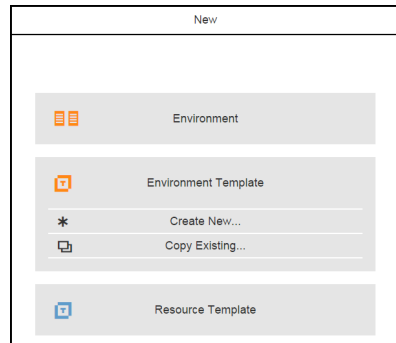 New
Environment
Environment Template
Create New...
Copy Existing...
Resource Template